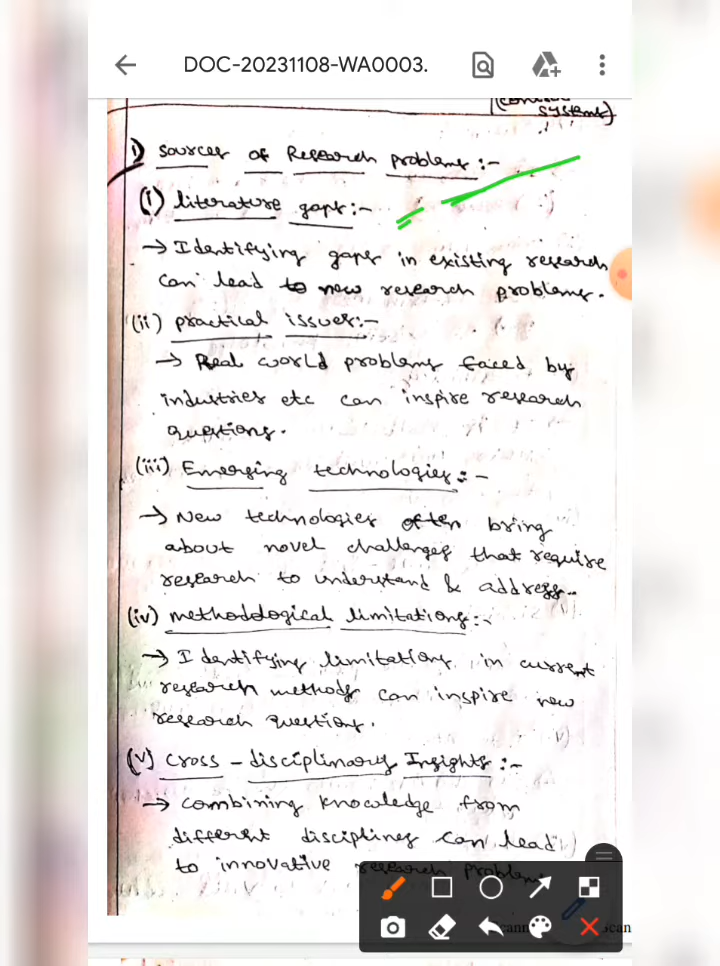 DOC-20231108-WA0003.
systems)
1) Sources of Research problems:-
(i) literature gaps:-
→ Identifying gaps in existing research
can lead to new research problems.
(ii) practical issues:-
→ Real world problems faced by
industries etc can inspire research
questions.
(iii) Emerging technologies:-
→ New technologies often bring
about novel challenges that require
research to understand & address.
(iv) methodological limitations:-
→ Identifying limitations in current
research methods can inspire new
research questions.
(v) Cross-disciplinary Insights:-
→ Combining knowledge from
different disciplines can lead
to innovative research problems